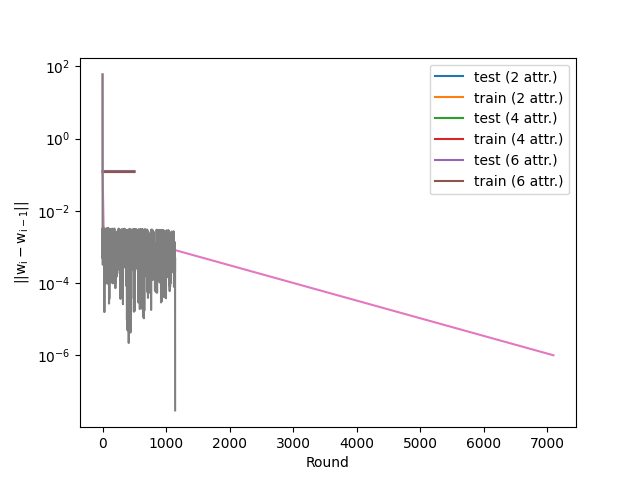 test (2 attr.)
train (2 attr.)
test (4 attr.)
train (4 attr.)
test (6 attr.)
train (6 attr.)
10²
10⁰
10⁻²
10⁻⁴
10⁻⁶
||wᵢ − wᵢ₋₁||
0 1000 2000 3000 4000 5000 6000 7000
Round